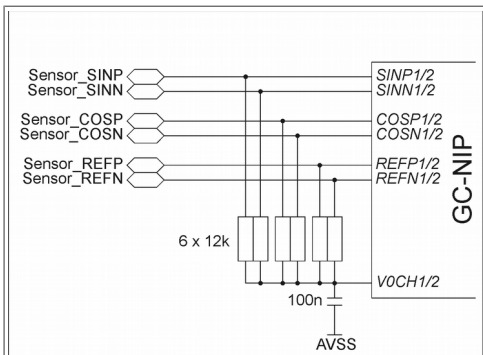 Sensor_SINP SINP1/2
Sensor_SINN SINN1/2
Sensor_COSP COSP1/2
Sensor_COSN COSN1/2
Sensor_REFP REFP1/2
Sensor_REFN REFN1/2
GC-NIP
6 x 12k
V0CH1/2
100n
AVSS